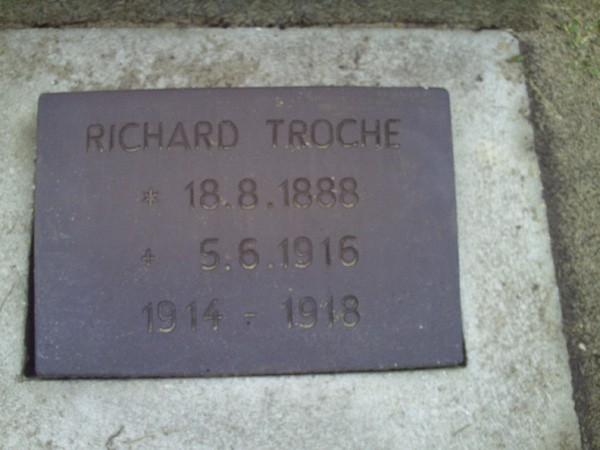 RICHARD TROCHE
* 18.8.1888
+ 5.6.1916
1914 - 1918